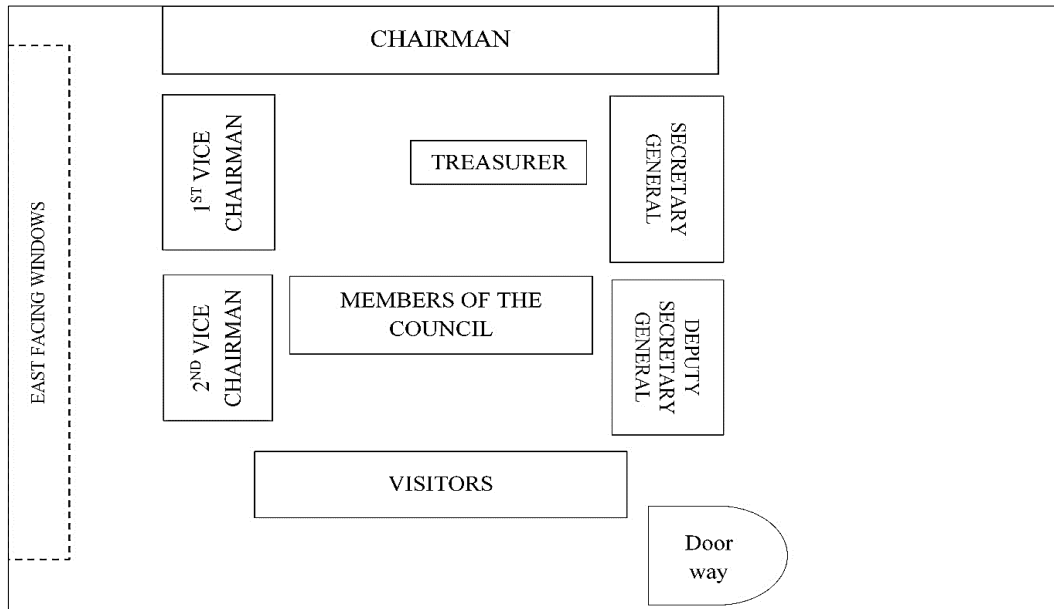 CHAIRMAN
1ST VICE
CHAIRMAN
TREASURER
SECRETARY
GENERAL
EAST FACING WINDOWS
2ND VICE
CHAIRMAN
MEMBERS OF THE
COUNCIL
DEPUTY
SECRETARY
GENERAL
VISITORS
Door
way